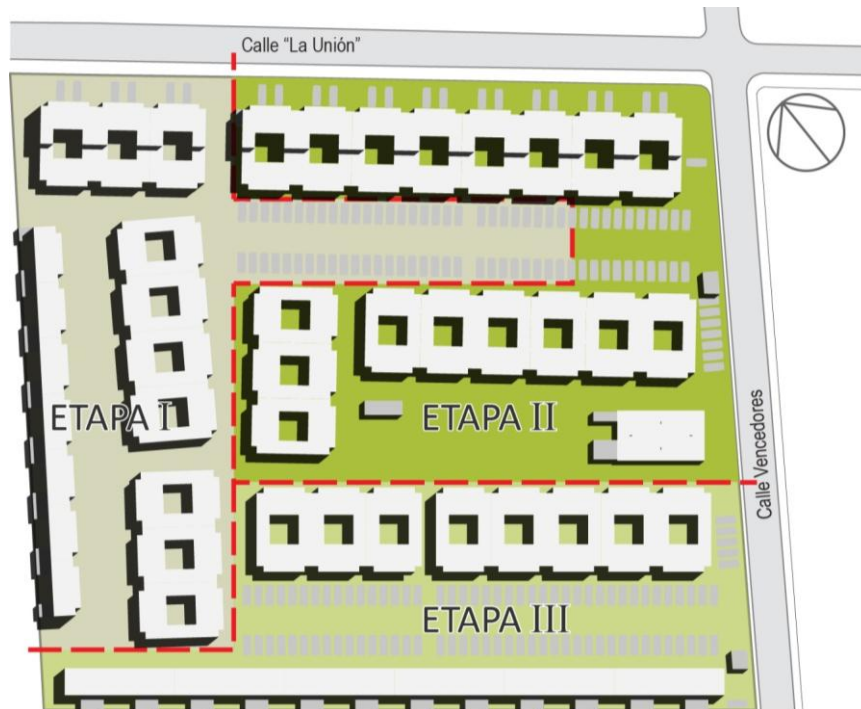 Calle "La Unión"
ETAPA I
ETAPA II
Calle Vencedores
ETAPA III